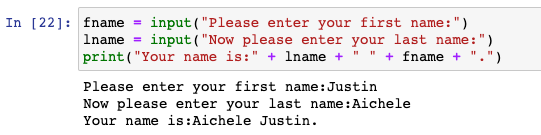 In [22]: fname = input("Please enter your first name:")
lname = input("Now please enter your last name:")
print("Your name is:" + lname + " " + fname + ".")
Please enter your first name:Justin
Now please enter your last name:Aichele
Your name is:Aichele Justin.